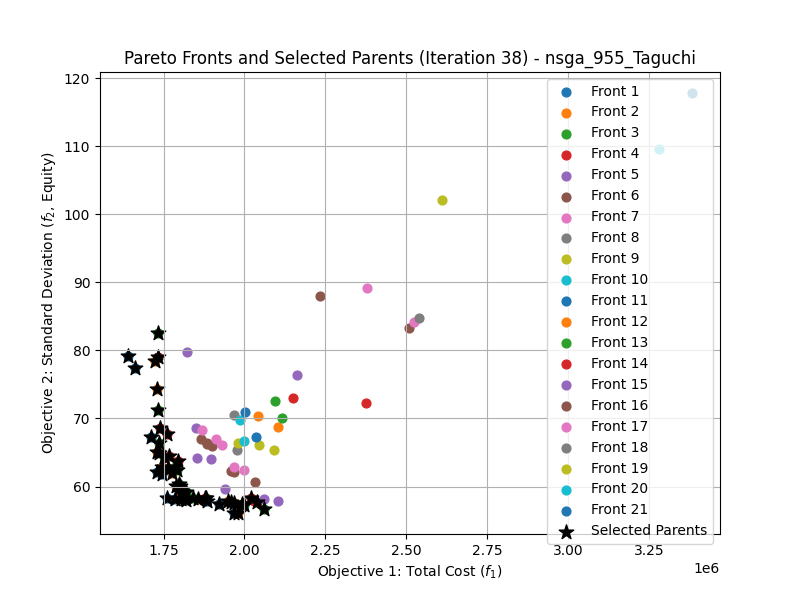 Pareto Fronts and Selected Parents (Iteration 38) - nsga_955_Taguchi
Objective 2: Standard Deviation (f2, Equity)
120
110
100
90
80
70
60
1.75
2.00
2.25
2.50
2.75
3.00
3.25
1e6
Objective 1: Total Cost (f1)
Front 1
Front 2
Front 3
Front 4
Front 5
Front 6
Front 7
Front 8
Front 9
Front 10
Front 11
Front 12
Front 13
Front 14
Front 15
Front 16
Front 17
Front 18
Front 19
Front 20
Front 21
Selected Parents